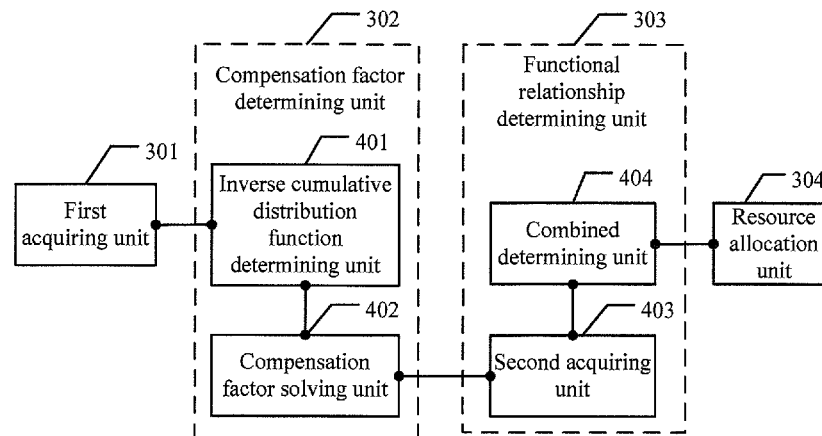 302
303
Compensation factor
determining unit
Functional
relationship
determining unit
301
401
404
304
First
acquiring unit
Inverse cumulative
distribution
function
determining unit
Combined
determining unit
Resource
allocation
unit
402
403
Compensation
factor solving unit
Second acquiring
unit